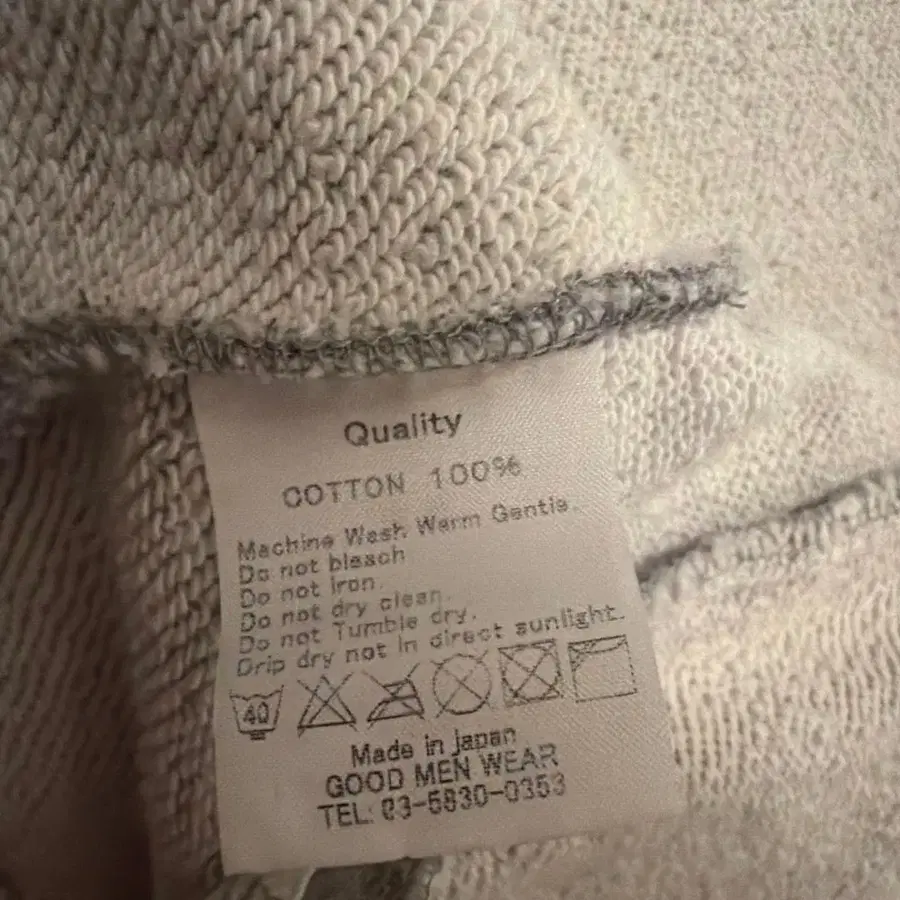 Quality
COTTON 100%
Machine Wash Warm Gentle.
Do not bleach
Do not Iron.
Do not dry clean.
Do not Tumble dry.
Drip dry not in direct sunlight.
40
Made in japan
GOOD MEN WEAR
TEL: 03-5830-0353